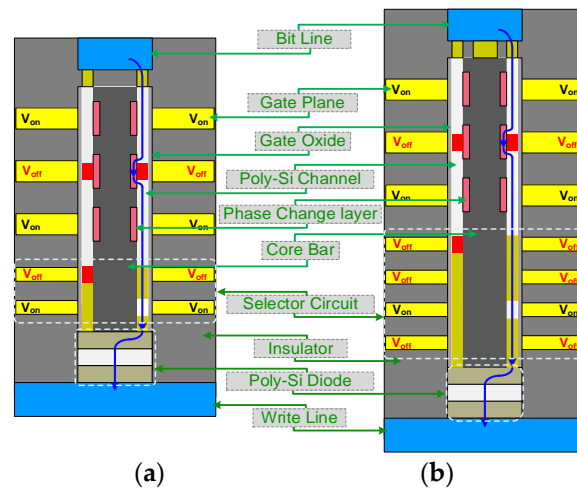 Bit Line
Gate Plane
Gate Oxide
Poly-Si Channel
Phase Change layer
Core Bar
Selector Circuit
Insulator
Poly-Si Diode
Write Line
Von Von
Voff Voff
Von Von
Voff Voff
Von Von
Von Von
Voff Voff
Von Von
Voff Voff
Voff Voff
Von Von
Voff Voff
(a) (b)